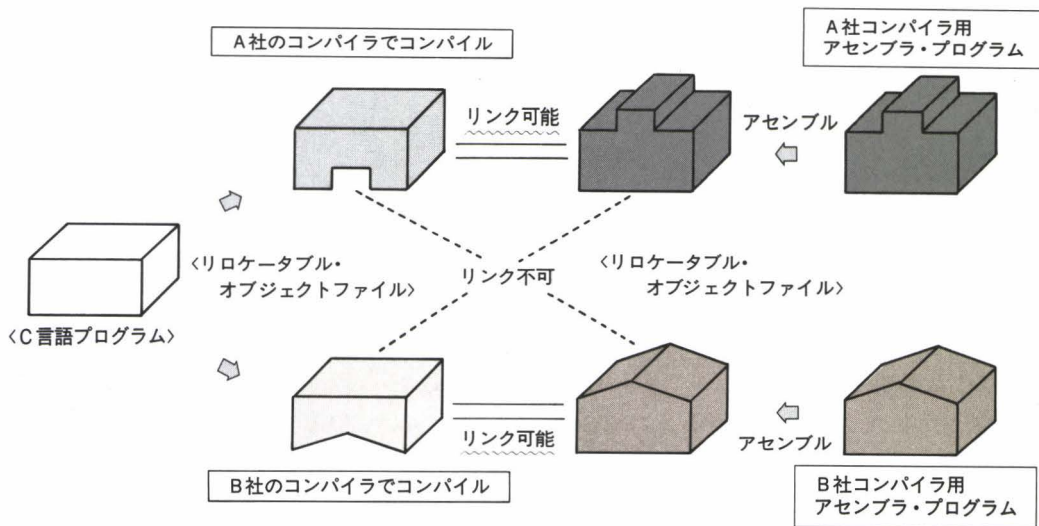 A社のコンパイラでコンパイル
A社コンパイラ用
アセンブラ・プログラム
リンク可能
アセンブル
〈リロケータブル・
オブジェクトファイル〉
リンク不可
〈リロケータブル・
オブジェクトファイル〉
〈C言語プログラム〉
リンク可能
アセンブル
B社のコンパイラでコンパイル
B社コンパイラ用
アセンブラ・プログラム